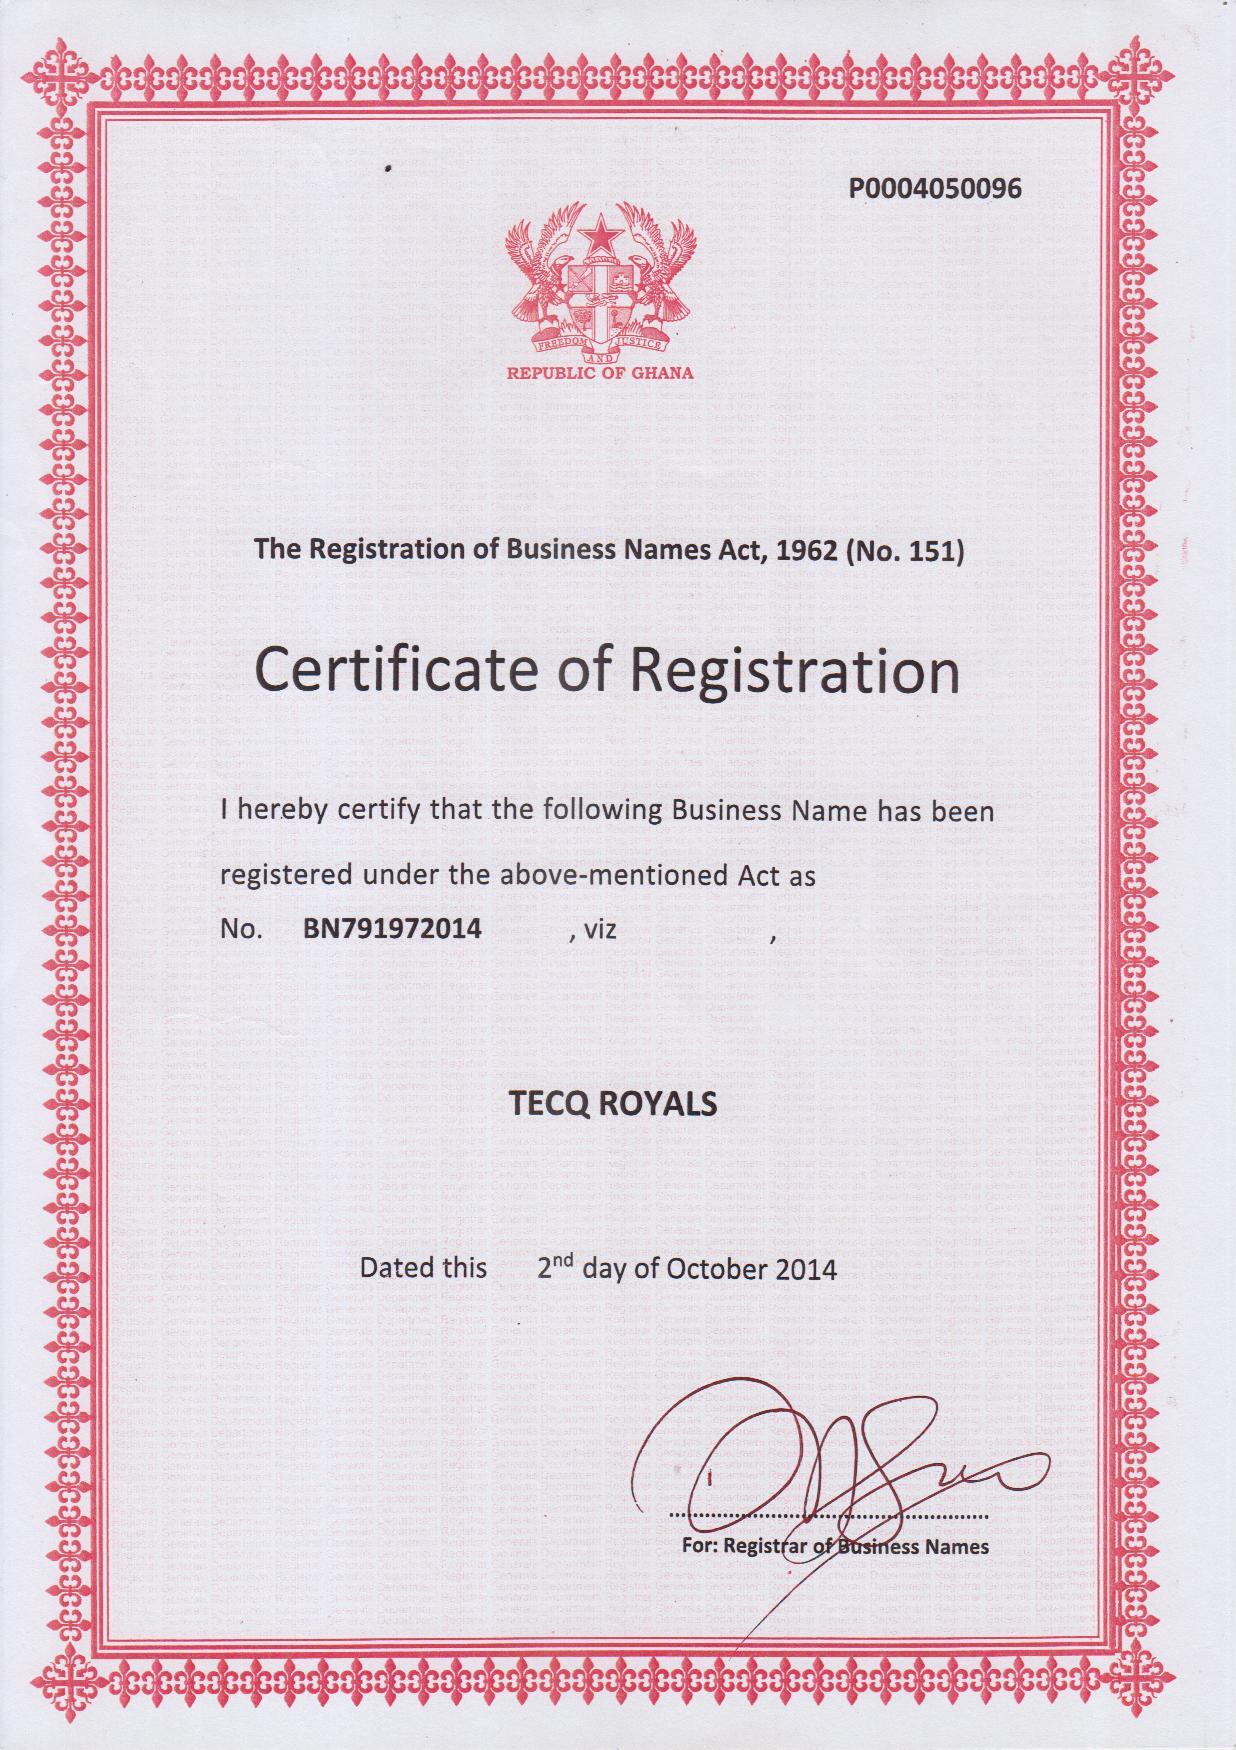 P0004050096
FREEDOM JUSTICE
AND
REPUBLIC OF GHANA
The Registration of Business Names Act, 1962 (No. 151)
Certificate of Registration
I hereby certify that the following Business Name has been
registered under the above-mentioned Act as
No. BN791972014 , viz ,
TECQ ROYALS
Dated this 2nd day of October 2014
For: Registrar of Business Names